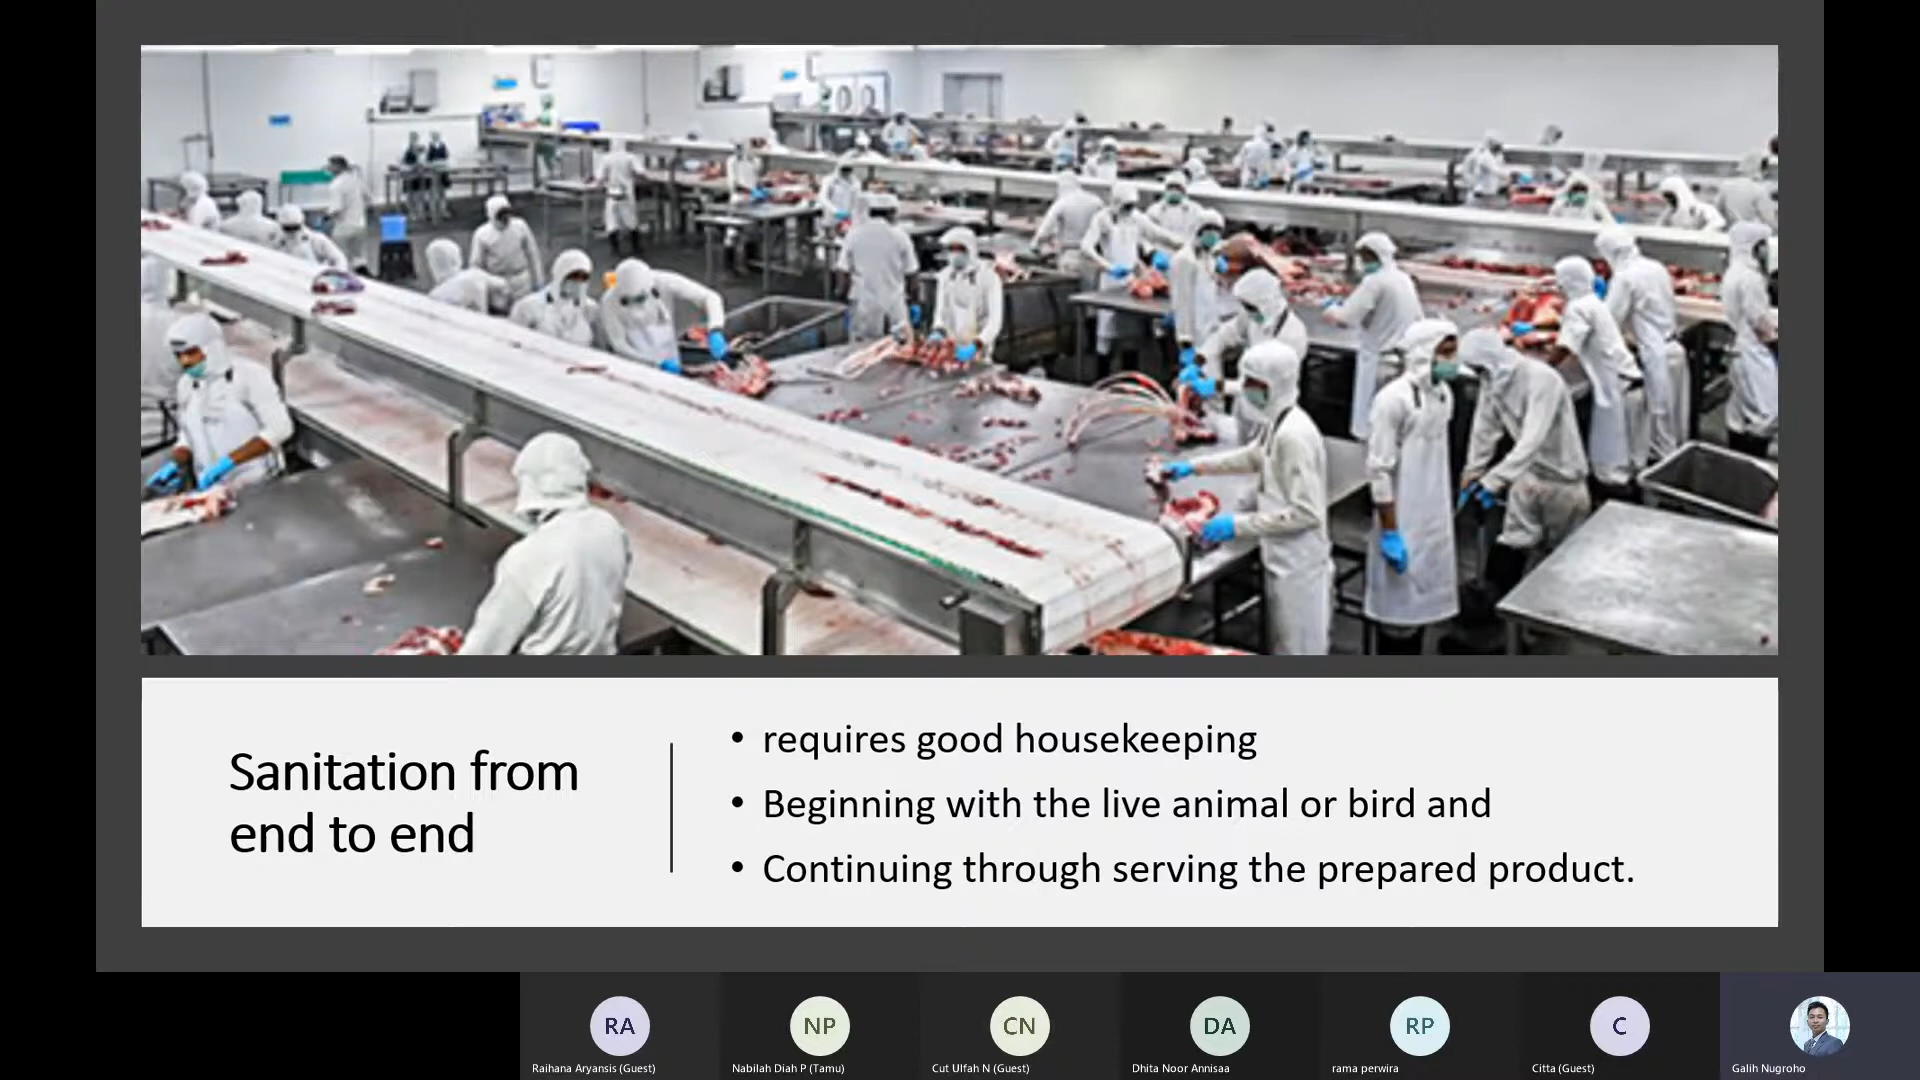 Sanitation from
end to end
• requires good housekeeping
• Beginning with the live animal or bird and
• Continuing through serving the prepared product.
RA
NP
CN
DA
RP
C
Raihana Aryansis (Guest)
Nabilah Diah P (Tamu)
Cut Ulfah N (Guest)
Dhita Noor Annisaa
rama perwira
Citta (Guest)
Galih Nugroho